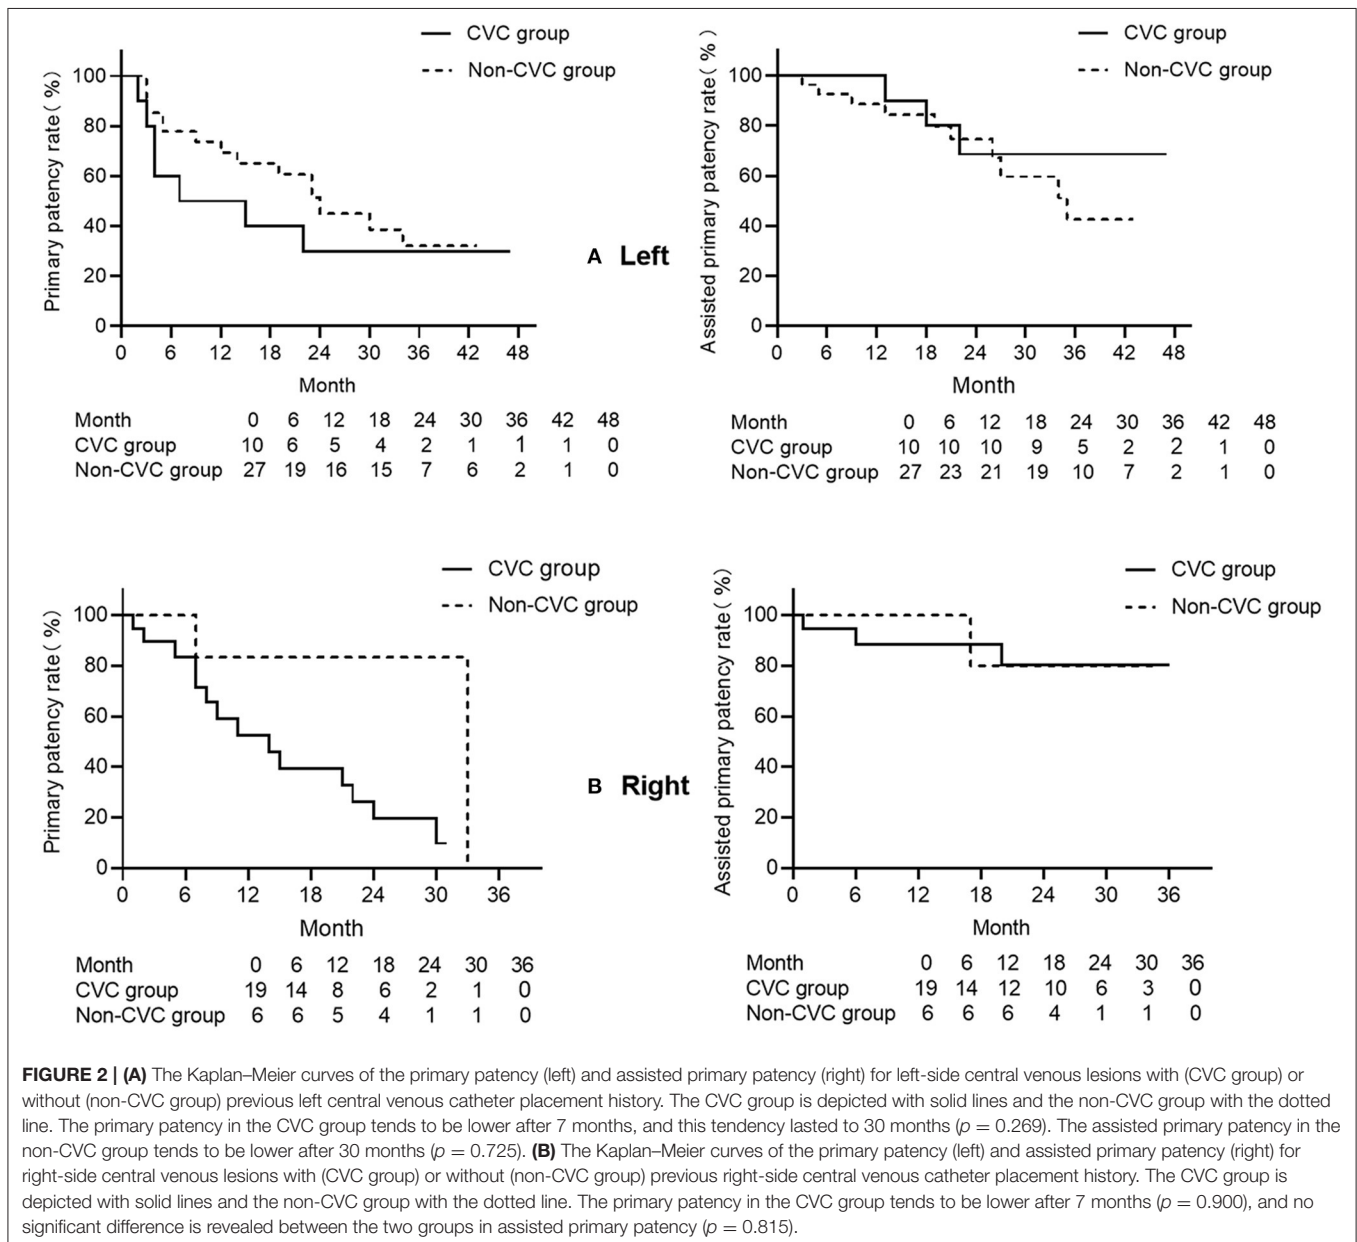 CVC group
Non-CVC group
Primary patency rate( %)
100
80
60
40
20
0
0 6 12 18 24 30 36 42 48
Month
Month 0 6 12 18 24 30 36 42 48
CVC group 10 6 5 4 2 1 1 1 0
Non-CVC group 27 19 16 15 7 6 2 1 0
A Left
CVC group
Non-CVC group
Assisted primary patency rate( %)
100
80
60
40
20
0
0 6 12 18 24 30 36 42 48
Month
Month 0 6 12 18 24 30 36 42 48
CVC group 10 10 10 9 5 2 2 1 0
Non-CVC group 27 23 21 19 10 7 2 1 0
CVC group
Non-CVC group
Primary patency rate( %)
100
80
60
40
20
0
0 6 12 18 24 30 36
Month
Month 0 6 12 18 24 30 36
CVC group 19 14 8 6 2 1 0
Non-CVC group 6 6 5 4 1 1 0
B Right
CVC group
Non-CVC group
Assisted primary patency rate( %)
100
80
60
40
20
0
0 6 12 18 24 30 36
Month
Month 0 6 12 18 24 30 36
CVC group 19 14 12 10 6 3 0
Non-CVC group 6 6 6 4 1 1 0
FIGURE 2 | (A) The Kaplan–Meier curves of the primary patency (left) and assisted primary patency (right) for left-side central venous lesions with (CVC group) or
without (non-CVC group) previous left central venous catheter placement history. The CVC group is depicted with solid lines and the non-CVC group with the dotted
line. The primary patency in the CVC group tends to be lower after 7 months, and this tendency lasted to 30 months (p = 0.269). The assisted primary patency in the
non-CVC group tends to be lower after 30 months (p = 0.725). (B) The Kaplan–Meier curves of the primary patency (left) and assisted primary patency (right) for
right-side central venous lesions with (CVC group) or without (non-CVC group) previous right-side central venous catheter placement history. The CVC group is
depicted with solid lines and the non-CVC group with the dotted line. The primary patency in the CVC group tends to be lower after 7 months (p = 0.900), and no
significant difference is revealed between the two groups in assisted primary patency (p = 0.815).